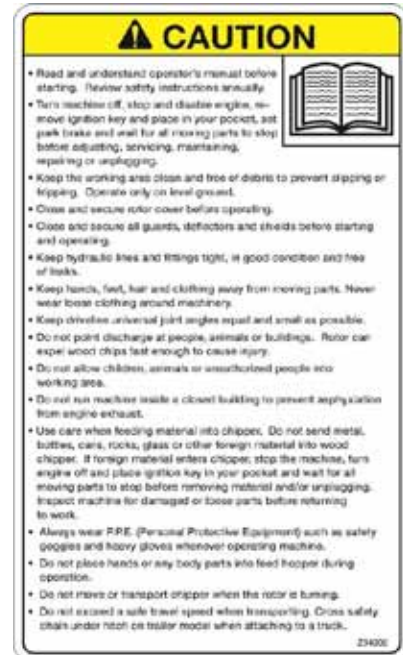 CAUTION
• Read and understand operator's manual before
starting. Review safety instructions annually.
• Turn machine off, stop and disable engine, re-
move ignition key and place in your pocket, set
park brake and wait for all moving parts to stop
before adjusting, servicing, maintaining,
repairing or unplugging.
• Keep the working area clean and free of debris to prevent slipping or
tripping. Operate only on level ground.
• Close and secure rotor cover before operating.
• Close and secure all guards, deflectors and shields before starting
and operating.
• Keep hydraulic lines and fittings tight, in good condition and free
of leaks.
• Keep hands, feet, hair and clothing away from moving parts. Never
wear loose clothing around machinery.
• Keep driveline universal joint angles equal and small as possible.
• Do not point discharge at people, animals or buildings. Rotor can
expel wood chips fast enough to cause injury.
• Do not allow children, animals or unauthorized people into
working area.
• Do not run machine inside a closed building to prevent asphyxiation
from engine exhaust.
• Use care when feeding material into chipper. Do not send metal,
bottles, cans, rocks, glass or other foreign material into wood
chipper. If foreign material enters chipper, stop the machine, turn
engine off and place ignition key in your pocket and wait for all
moving parts to stop before removing material and/or unplugging.
Inspect machine for damaged or loose parts before returning
to work.
• Always wear P.P.E. (Personal Protective Equipment) such as safety
goggles and heavy gloves whenever operating machine.
• Do not place hands or any body parts into feed hopper during
operation.
• Do not move or transport chipper when the rotor is turning.
• Do not exceed a safe travel speed when transporting. Cross safety
chain under hitch on trailer model when attaching to a truck.